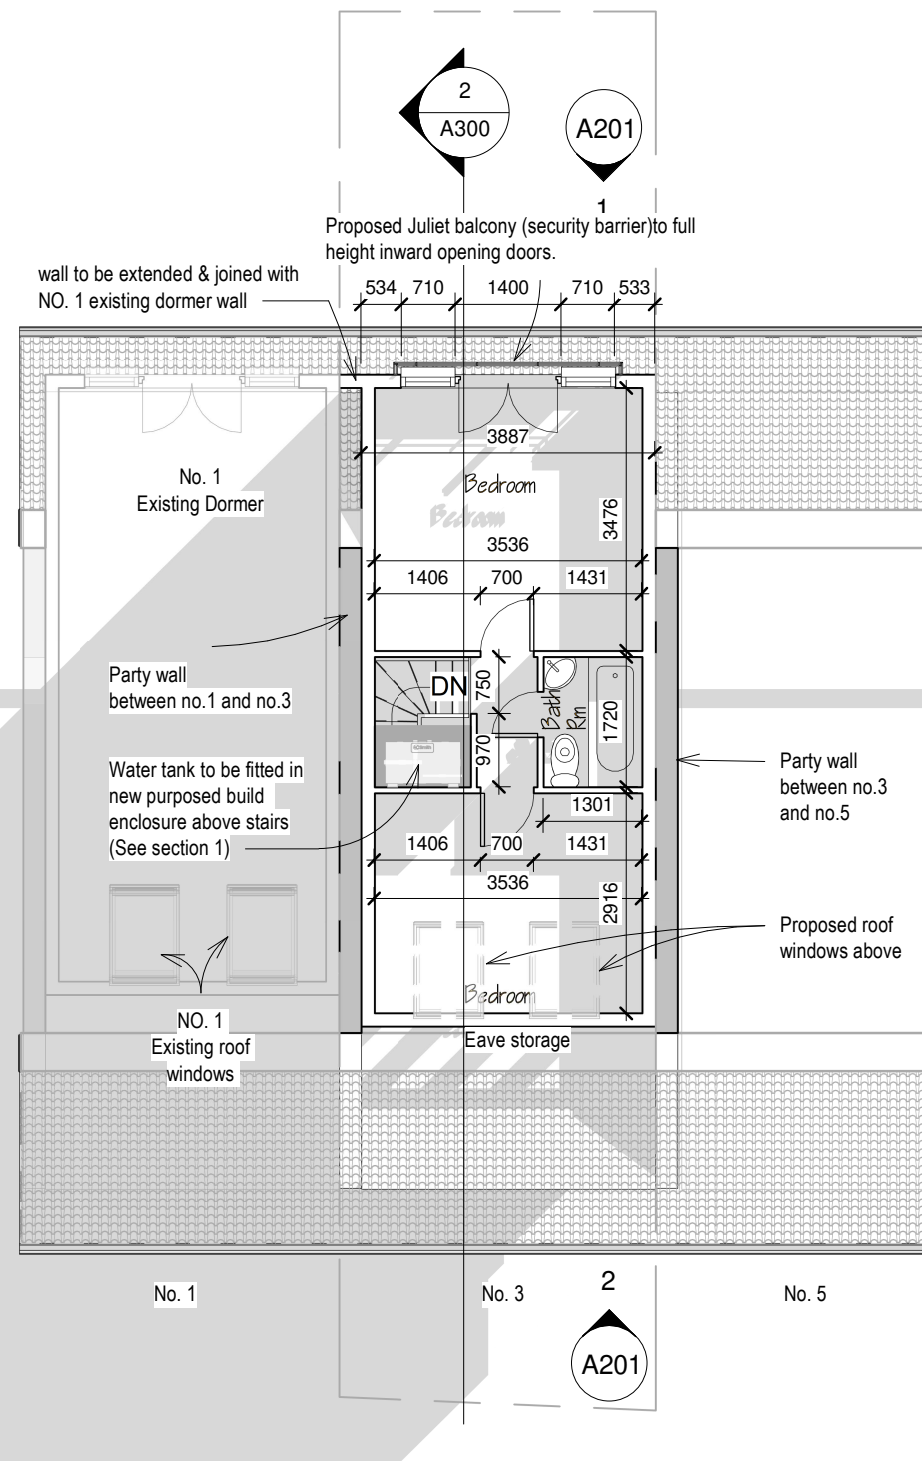 2
A300
A201
1
Proposed Juliet balcony (security barrier)to full
height inward opening doors.
wall to be extended & joined with
NO. 1 existing dormer wall
534 710 1400 710 533
3887
No. 1
Existing Dormer
Bedroom
Bedroom
3476
3536
1406 700 1431
Party wall
between no.1 and no.3
DN
750
Bath
Rm
1720
970
Party wall
between no.3
and no.5
Water tank to be fitted in
new purposed build
enclosure above stairs
(See section 1)
1301
1406 700 1431
3536
2916
Proposed roof
windows above
Bedroom
NO. 1
Existing roof
windows
Eave storage
No. 1
No. 3
No. 5
2
A201